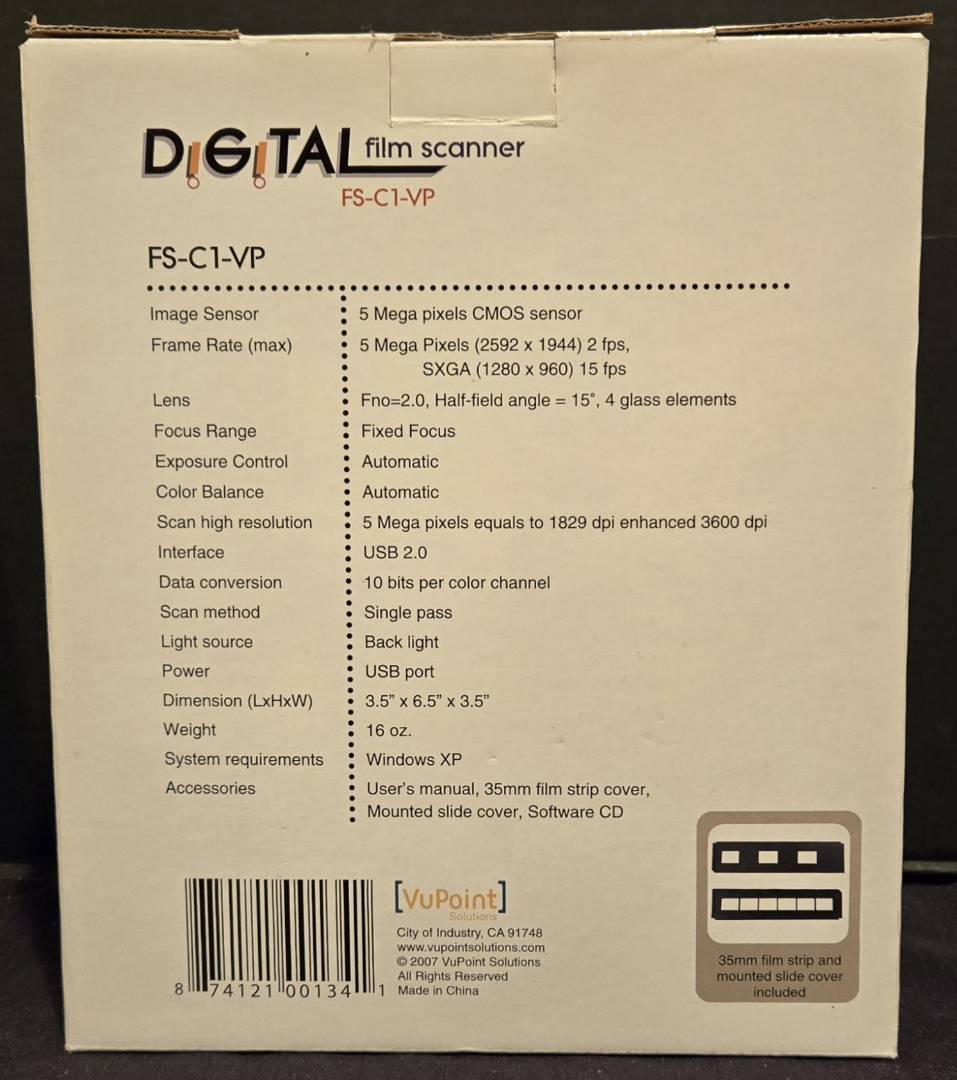 DiGiTAL film scanner
FS-C1-VP
FS-C1-VP
Image Sensor 5 Mega pixels CMOS sensor
Frame Rate (max) 5 Mega Pixels (2592 x 1944) 2 fps,
SXGA (1280 x 960) 15 fps
Lens Fno=2.0, Half-field angle = 15°, 4 glass elements
Focus Range Fixed Focus
Exposure Control Automatic
Color Balance Automatic
Scan high resolution 5 Mega pixels equals to 1829 dpi enhanced 3600 dpi
Interface USB 2.0
Data conversion 10 bits per color channel
Scan method Single pass
Light source Back light
Power USB port
Dimension (LxHxW) 3.5” x 6.5” x 3.5”
Weight 16 oz.
System requirements Windows XP
Accessories User's manual, 35mm film strip cover,
Mounted slide cover, Software CD
8 74121 00134 1
[VuPoint]
Solutions
City of Industry, CA 91748
www.vupointsolutions.com
© 2007 VuPoint Solutions
All Rights Reserved
Made in China
35mm film strip and
mounted slide cover
included